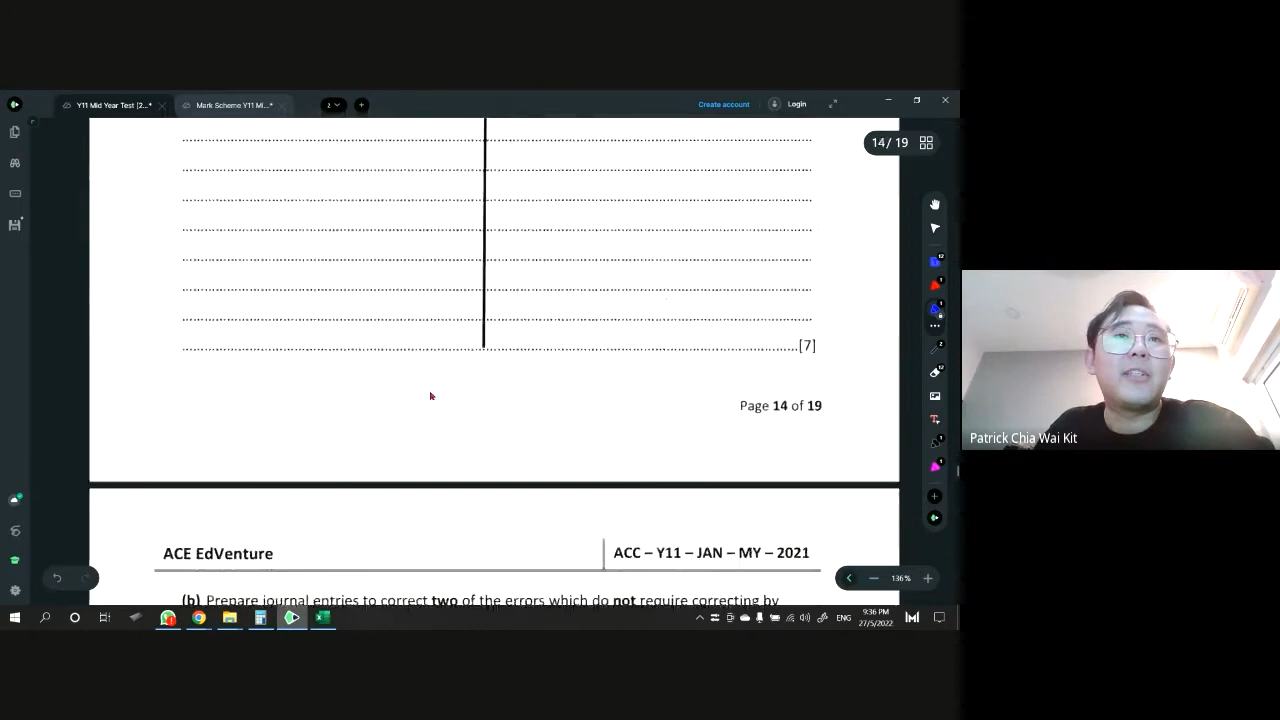 Y11 Mid Year Test (2...*
Mark Scheme Y11 Mi...*
2
Create account
Login
14/ 19
[7]
Page 14 of 19
ACE EdVenture
ACC – Y11 – JAN – MY – 2021
(b) Prepare journal entries to correct two of the errors which do not require correcting by
136%
Patrick Chia Wai Kit
ENG
9:36 PM
27/5/2022